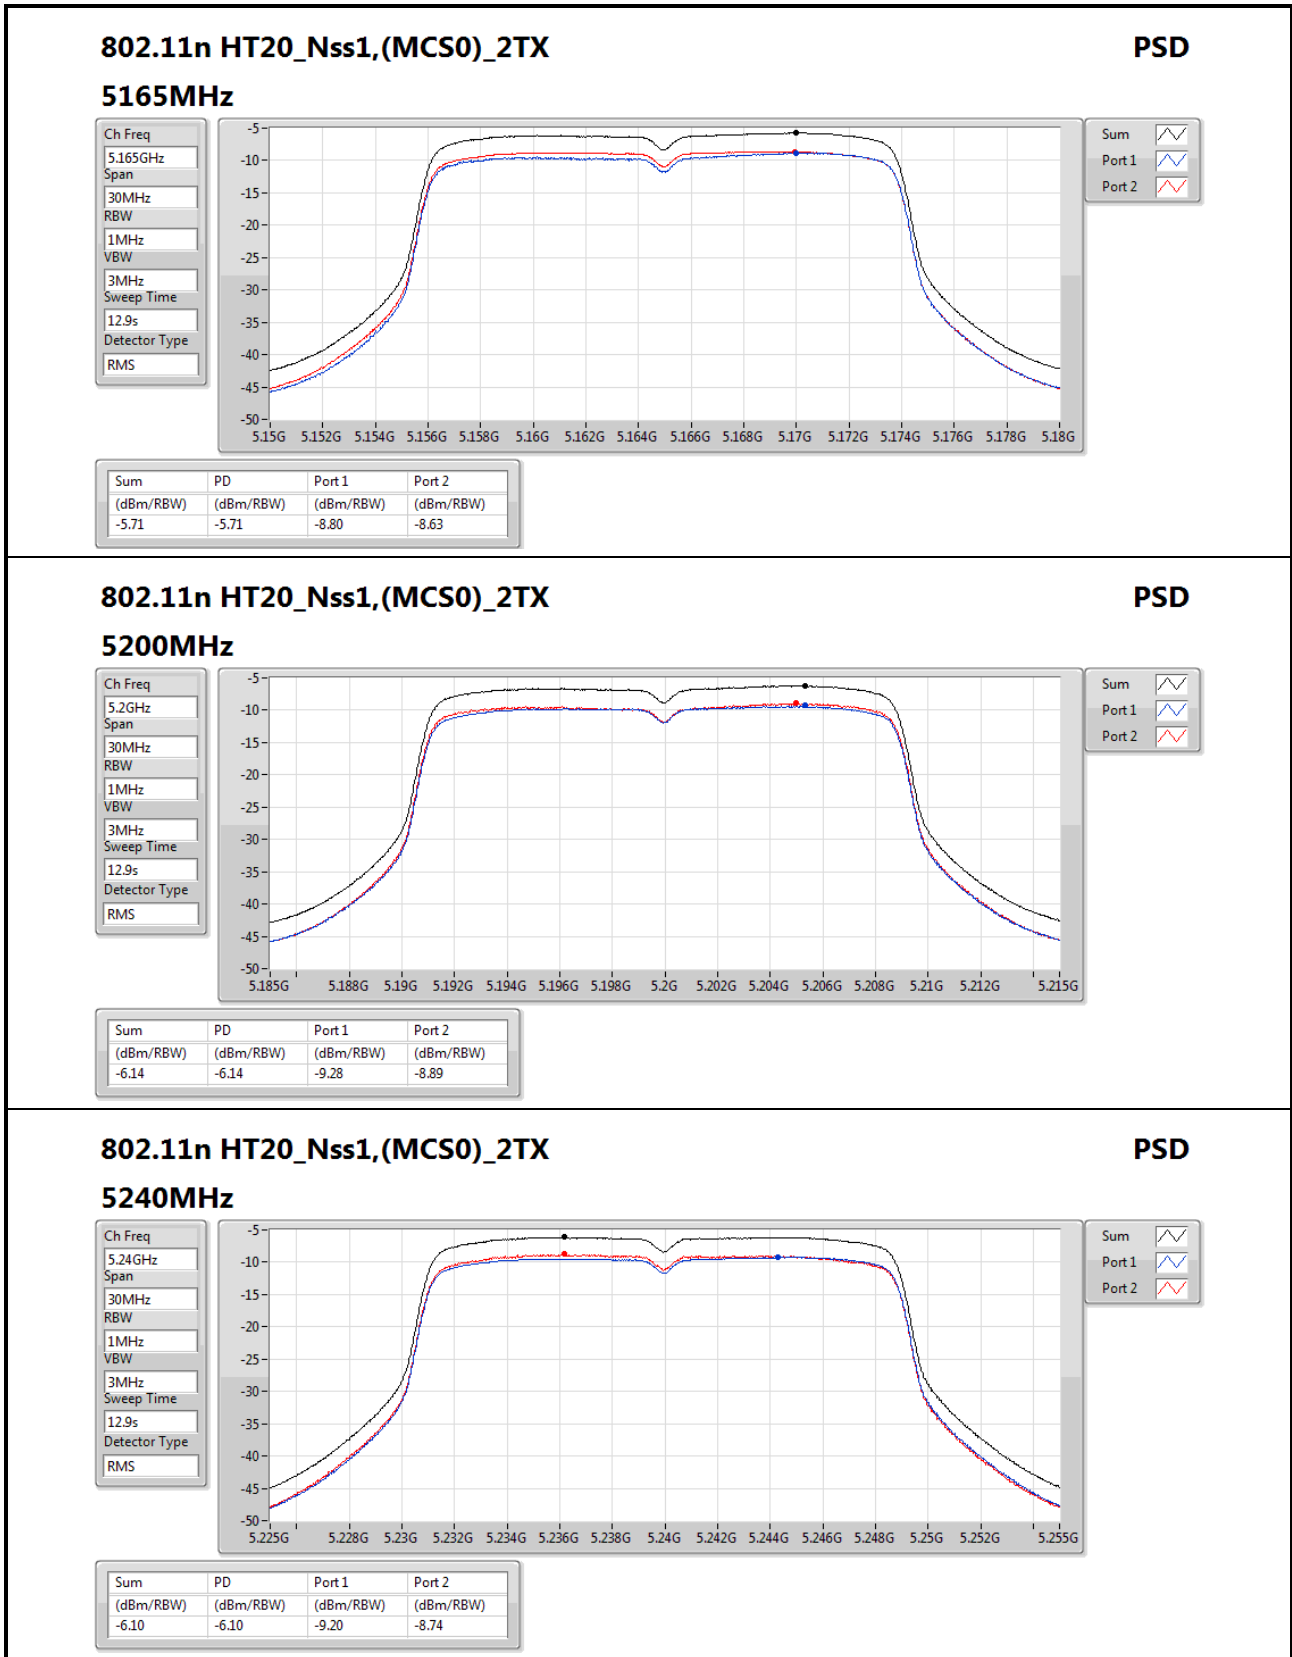 802.11n HT20_Nss1,(MCS0)_2TX PSD
5165MHz
Ch Freq
5.165GHz
Span
30MHz
RBW
1MHz
VBW
3MHz
Sweep Time
12.9s
Detector Type
RMS
-5
-10
-15
-20
-25
-30
-35
-40
-45
-50
5.15G 5.152G 5.154G 5.156G 5.158G 5.16G 5.162G 5.164G 5.166G 5.168G 5.17G 5.172G 5.174G 5.176G 5.178G 5.18G
Sum
Port 1
Port 2
Sum PD Port 1 Port 2
(dBm/RBW) (dBm/RBW) (dBm/RBW) (dBm/RBW)
-5.71 -5.71 -8.80 -8.63
802.11n HT20_Nss1,(MCS0)_2TX PSD
5200MHz
Ch Freq
5.2GHz
Span
30MHz
RBW
1MHz
VBW
3MHz
Sweep Time
12.9s
Detector Type
RMS
-5
-10
-15
-20
-25
-30
-35
-40
-45
-50
5.185G 5.188G 5.19G 5.192G 5.194G 5.196G 5.198G 5.2G 5.202G 5.204G 5.206G 5.208G 5.21G 5.212G 5.215G
Sum
Port 1
Port 2
Sum PD Port 1 Port 2
(dBm/RBW) (dBm/RBW) (dBm/RBW) (dBm/RBW)
-6.14 -6.14 -9.28 -8.89
802.11n HT20_Nss1,(MCS0)_2TX PSD
5240MHz
Ch Freq
5.24GHz
Span
30MHz
RBW
1MHz
VBW
3MHz
Sweep Time
12.9s
Detector Type
RMS
-5
-10
-15
-20
-25
-30
-35
-40
-45
-50
5.225G 5.228G 5.23G 5.232G 5.234G 5.236G 5.238G 5.24G 5.242G 5.244G 5.246G 5.248G 5.25G 5.252G 5.255G
Sum
Port 1
Port 2
Sum PD Port 1 Port 2
(dBm/RBW) (dBm/RBW) (dBm/RBW) (dBm/RBW)
-6.10 -6.10 -9.20 -8.74